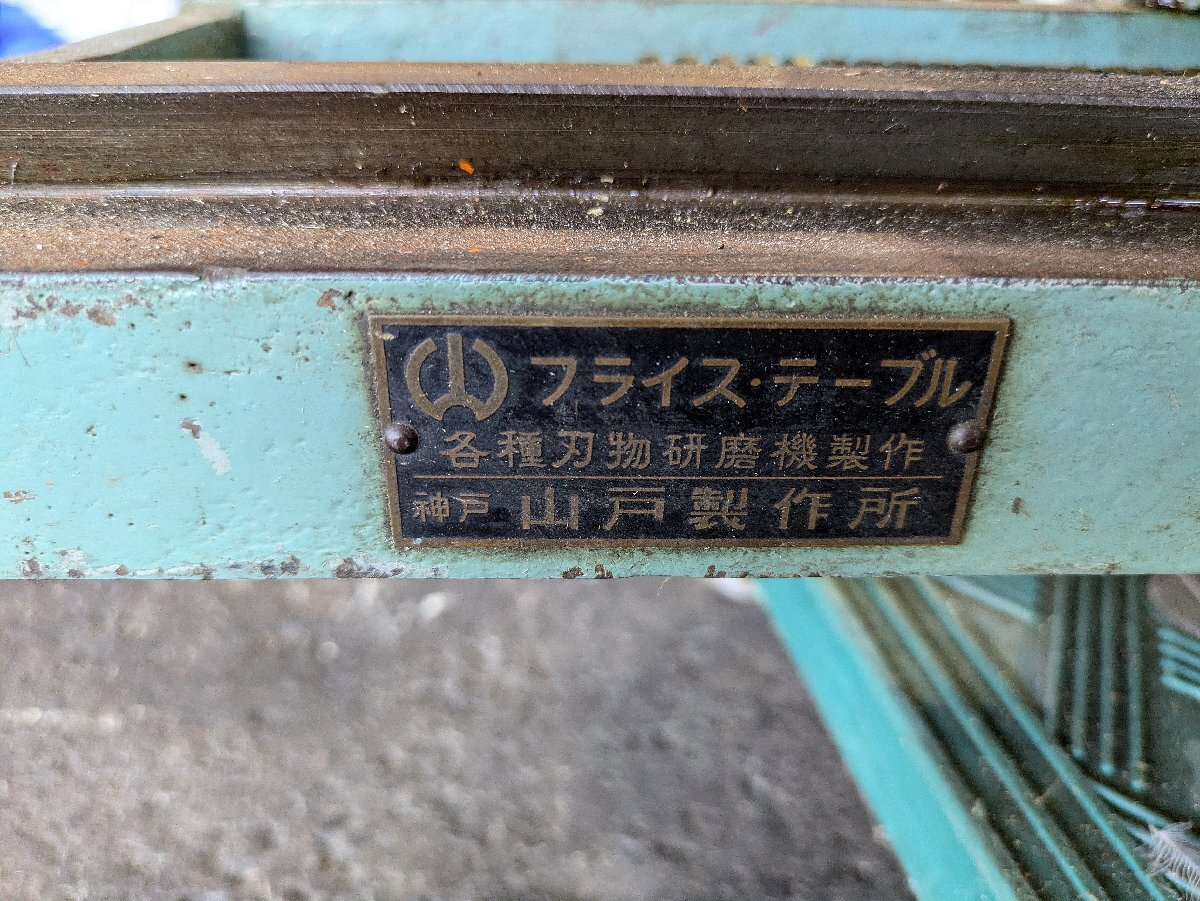 山 フライス・テーブル
各種刃物研磨機製作
神戸 山戸製作所